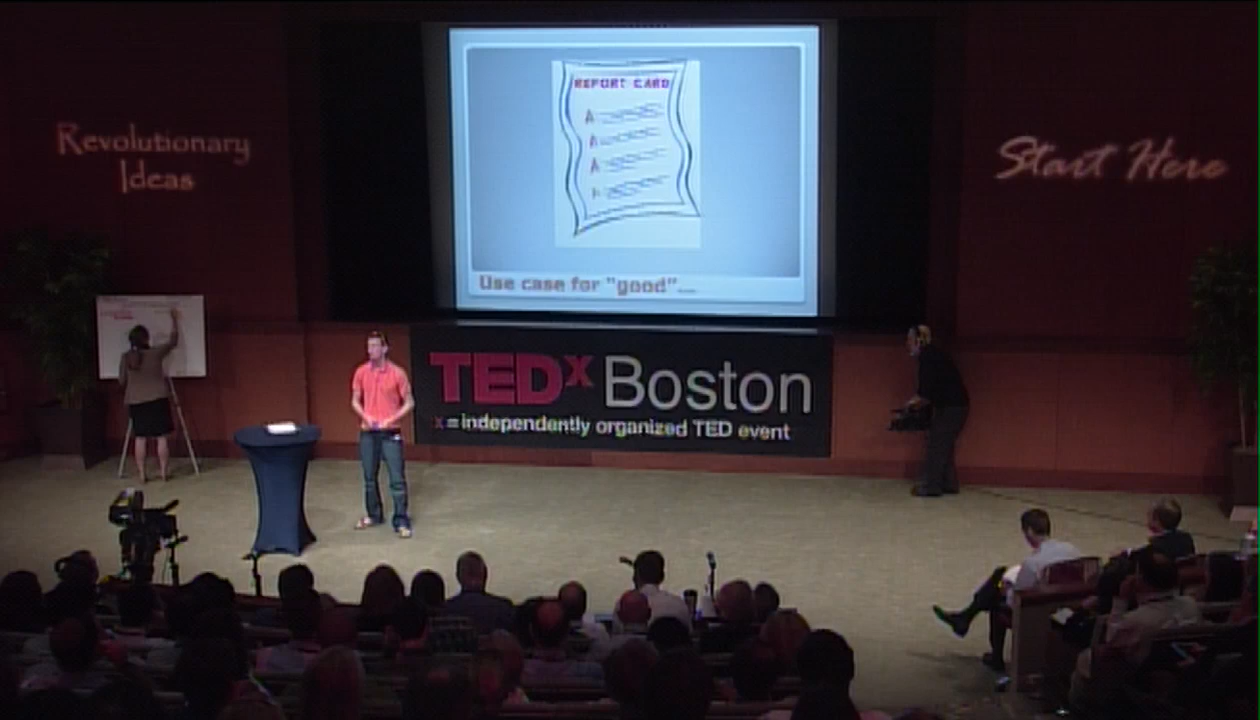 Revolutionary
Ideas
REPORT CARD
A
A
A
A
Use case for "good"...
Start Here
TEDx Boston
x = independently organized TED event